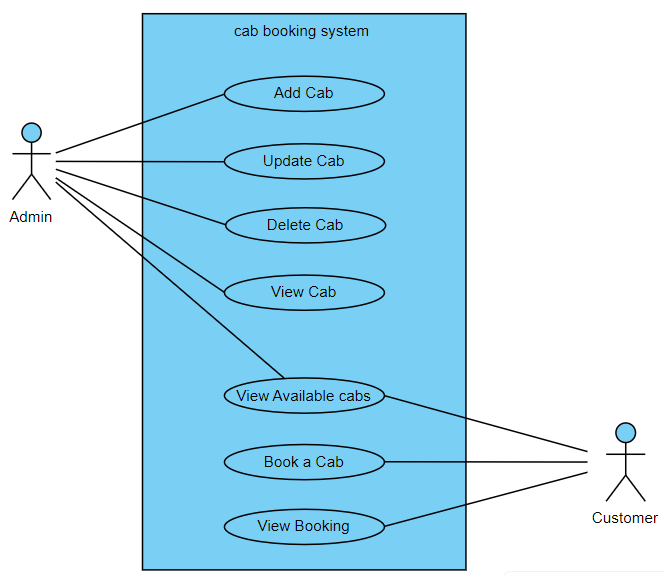 cab booking system
Add Cab
Update Cab
Admin
Delete Cab
View Cab
View Available cabs
Book a Cab
Customer
View Booking